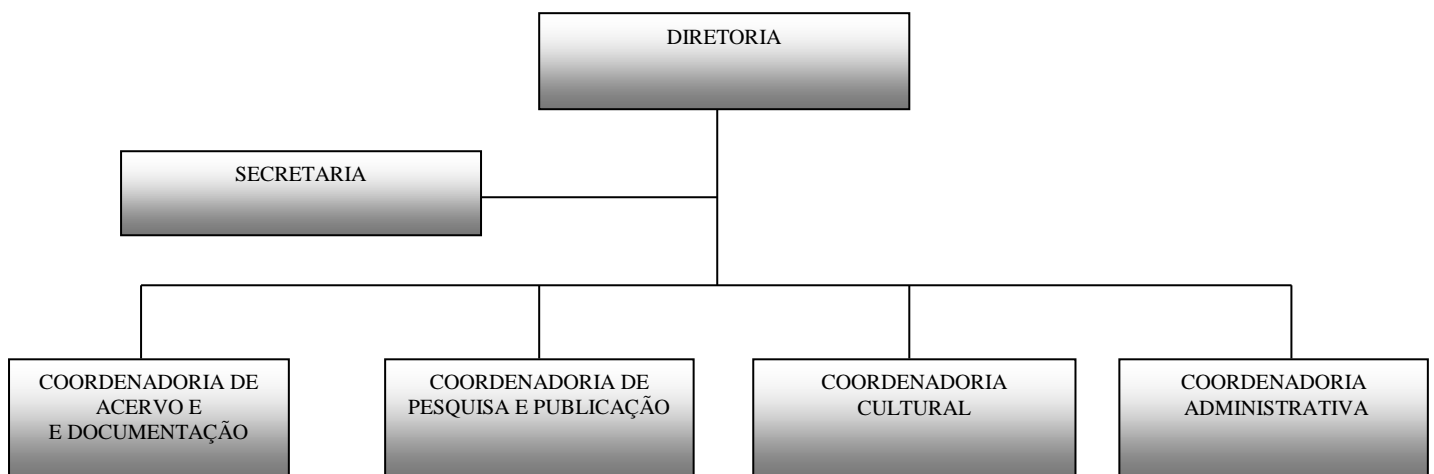 DIRETORIA
SECRETARIA
COORDENADORIA DE
ACERVO E
E DOCUMENTAÇÃO
COORDENADORIA DE
PESQUISA E PUBLICAÇÃO
COORDENADORIA
CULTURAL
COORDENADORIA
ADMINISTRATIVA